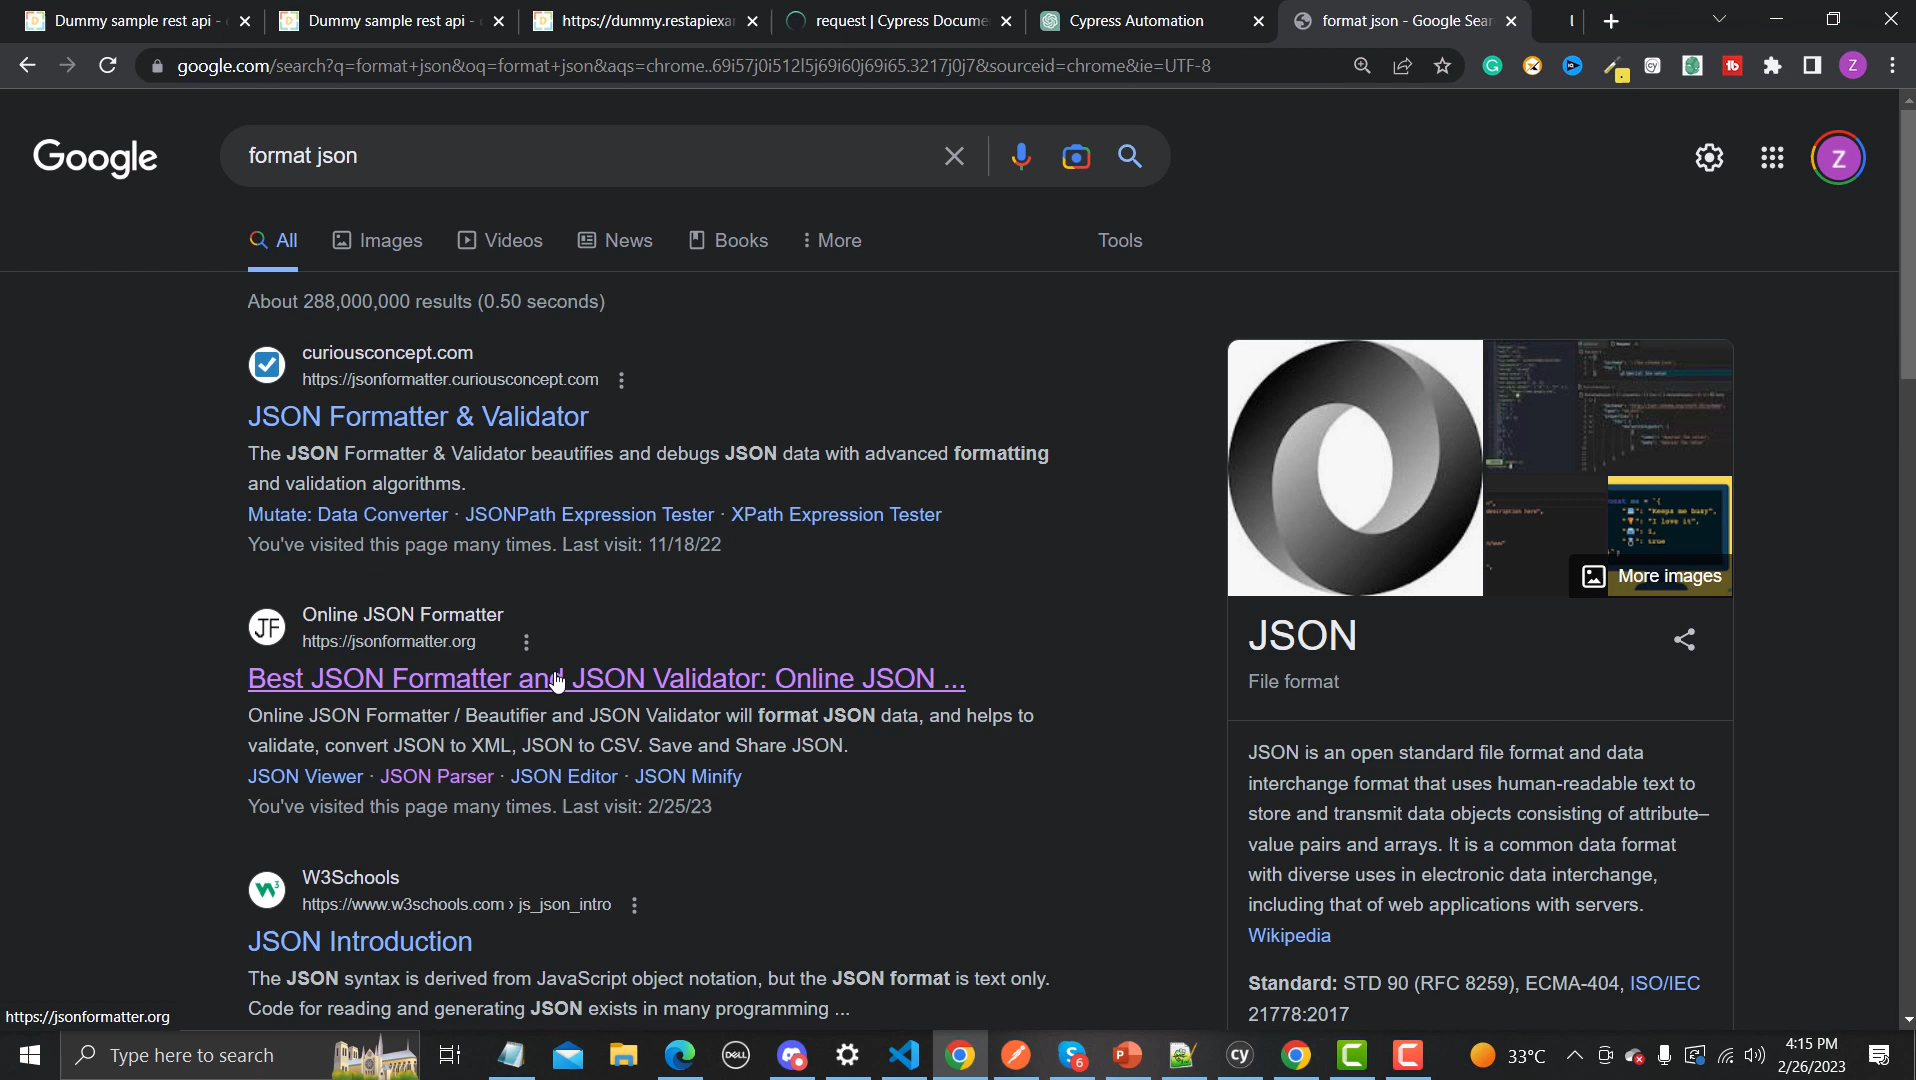 Dummy sample rest api -
Dummy sample rest api -
https://dummy.restapiexa
request | Cypress Docume
Cypress Automation
format json - Google Sear
google.com/search?q=format+json&oq=format+json&aqs=chrome..69i57j0i512l5j69i60j69i65.3217j0j7&sourceid=chrome&ie=UTF-8
Z
Google
format json
Z
All
Images
Videos
News
Books
More
Tools
About 288,000,000 results (0.50 seconds)
curiousconcept.com
https://jsonformatter.curiousconcept.com
JSON Formatter & Validator
The JSON Formatter & Validator beautifies and debugs JSON data with advanced formatting
and validation algorithms.
Mutate: Data Converter · JSONPath Expression Tester · XPath Expression Tester
You've visited this page many times. Last visit: 11/18/22
JF
Online JSON Formatter
https://jsonformatter.org
Best JSON Formatter and JSON Validator: Online JSON ...
Online JSON Formatter / Beautifier and JSON Validator will format JSON data, and helps to
validate, convert JSON to XML, JSON to CSV. Save and Share JSON.
JSON Viewer · JSON Parser · JSON Editor · JSON Minify
You've visited this page many times. Last visit: 2/25/23
W3Schools
https://www.w3schools.com › js_json_intro
JSON Introduction
The JSON syntax is derived from JavaScript object notation, but the JSON format is text only.
Code for reading and generating JSON exists in many programming ...
More images
JSON
File format
JSON is an open standard file format and data
interchange format that uses human-readable text to
store and transmit data objects consisting of attribute–
value pairs and arrays. It is a common data format
with diverse uses in electronic data interchange,
including that of web applications with servers.
Wikipedia
Standard: STD 90 (RFC 8259), ECMA-404, ISO/IEC
21778:2017
https://jsonformatter.org
Type here to search
DELL
cy
33°C
4:15 PM
2/26/2023